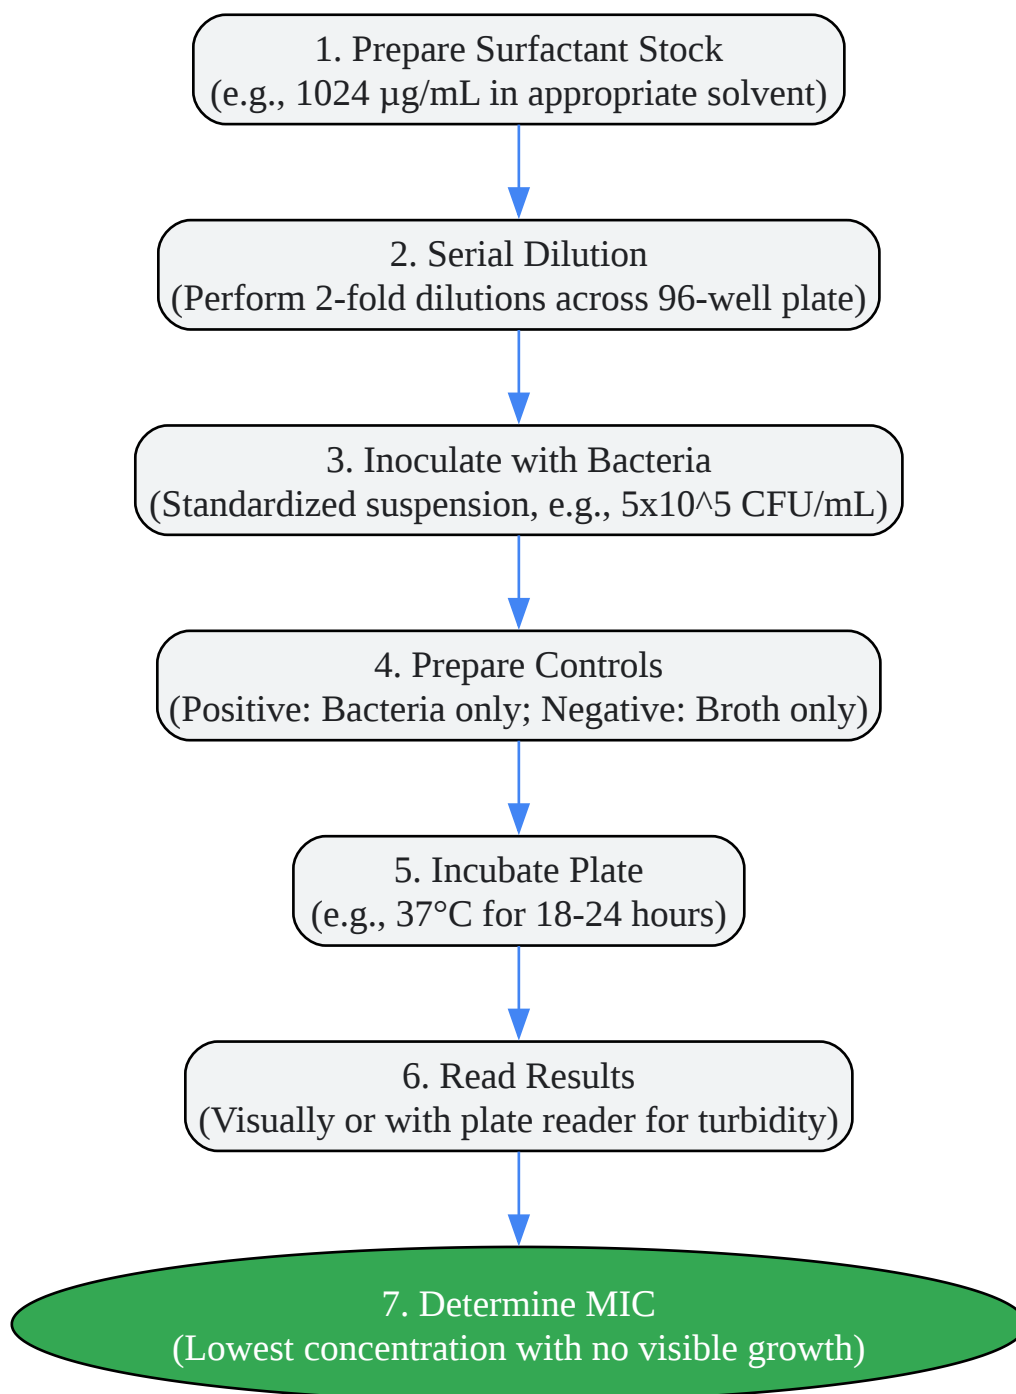 1. Prepare Surfactant Stock
(e.g., 1024 µg/mL in appropriate solvent)
2. Serial Dilution
(Perform 2-fold dilutions across 96-well plate)
3. Inoculate with Bacteria
(Standardized suspension, e.g., 5x10^5 CFU/mL)
4. Prepare Controls
(Positive: Bacteria only; Negative: Broth only)
5. Incubate Plate
(e.g., 37°C for 18-24 hours)
6. Read Results
(Visually or with plate reader for turbidity)
7. Determine MIC
(Lowest concentration with no visible growth)